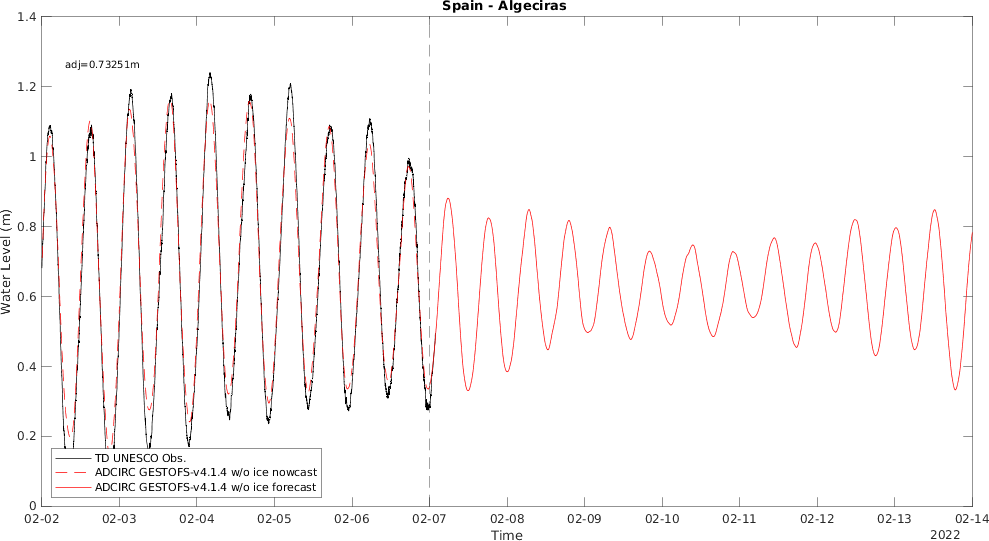 Spain - Algeciras
1.4
1.2
1
0.8
0.6
0.4
0.2
0
Water Level (m)
adj=0.73251m
TD UNESCO Obs.
ADCIRC GESTOFS-v4.1.4 w/o ice nowcast
ADCIRC GESTOFS-v4.1.4 w/o ice forecast
02-02 02-03 02-04 02-05 02-06 02-07 02-08 02-09 02-10 02-11 02-12 02-13 02-14
Time
2022